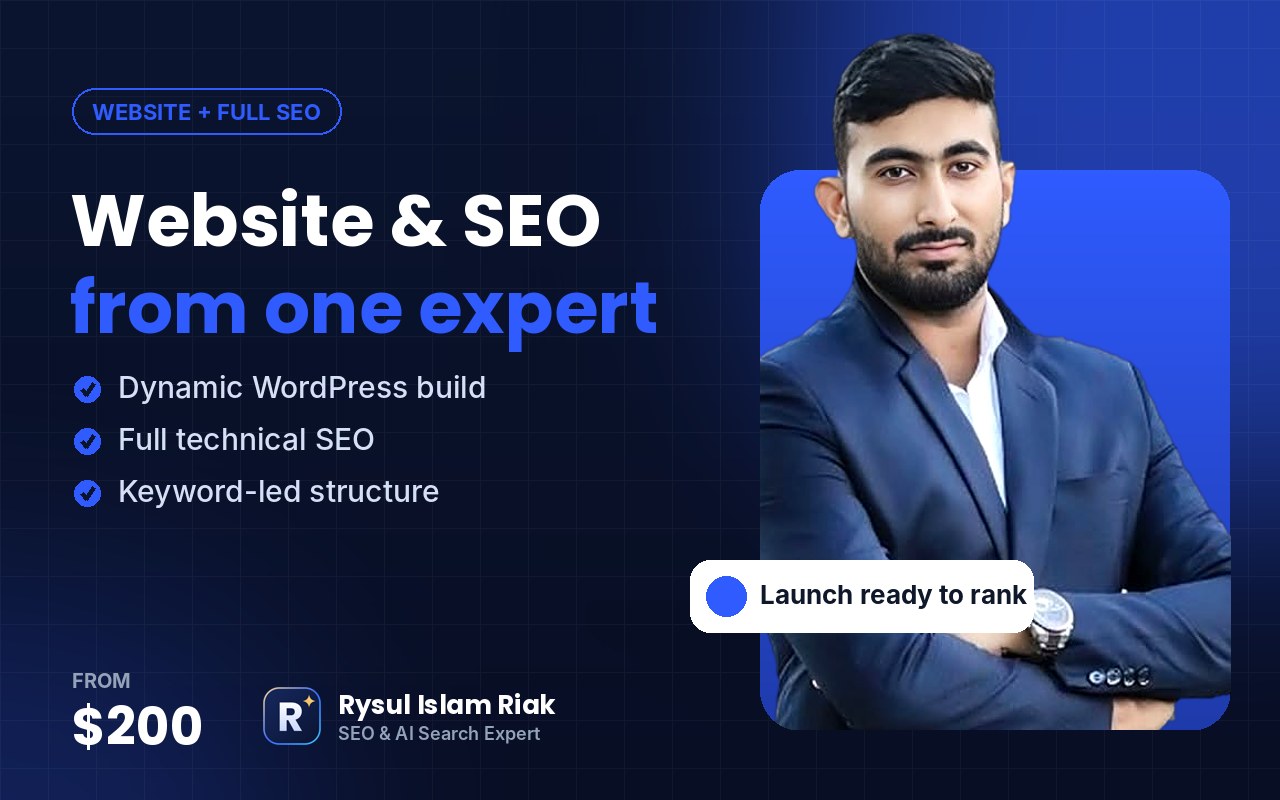 WEBSITE + FULL SEO
Website & SEO
from one expert
Dynamic WordPress build
Full technical SEO
Keyword-led structure
Launch ready to rank
FROM
$200
R
Rysul Islam Riak
SEO & AI Search Expert